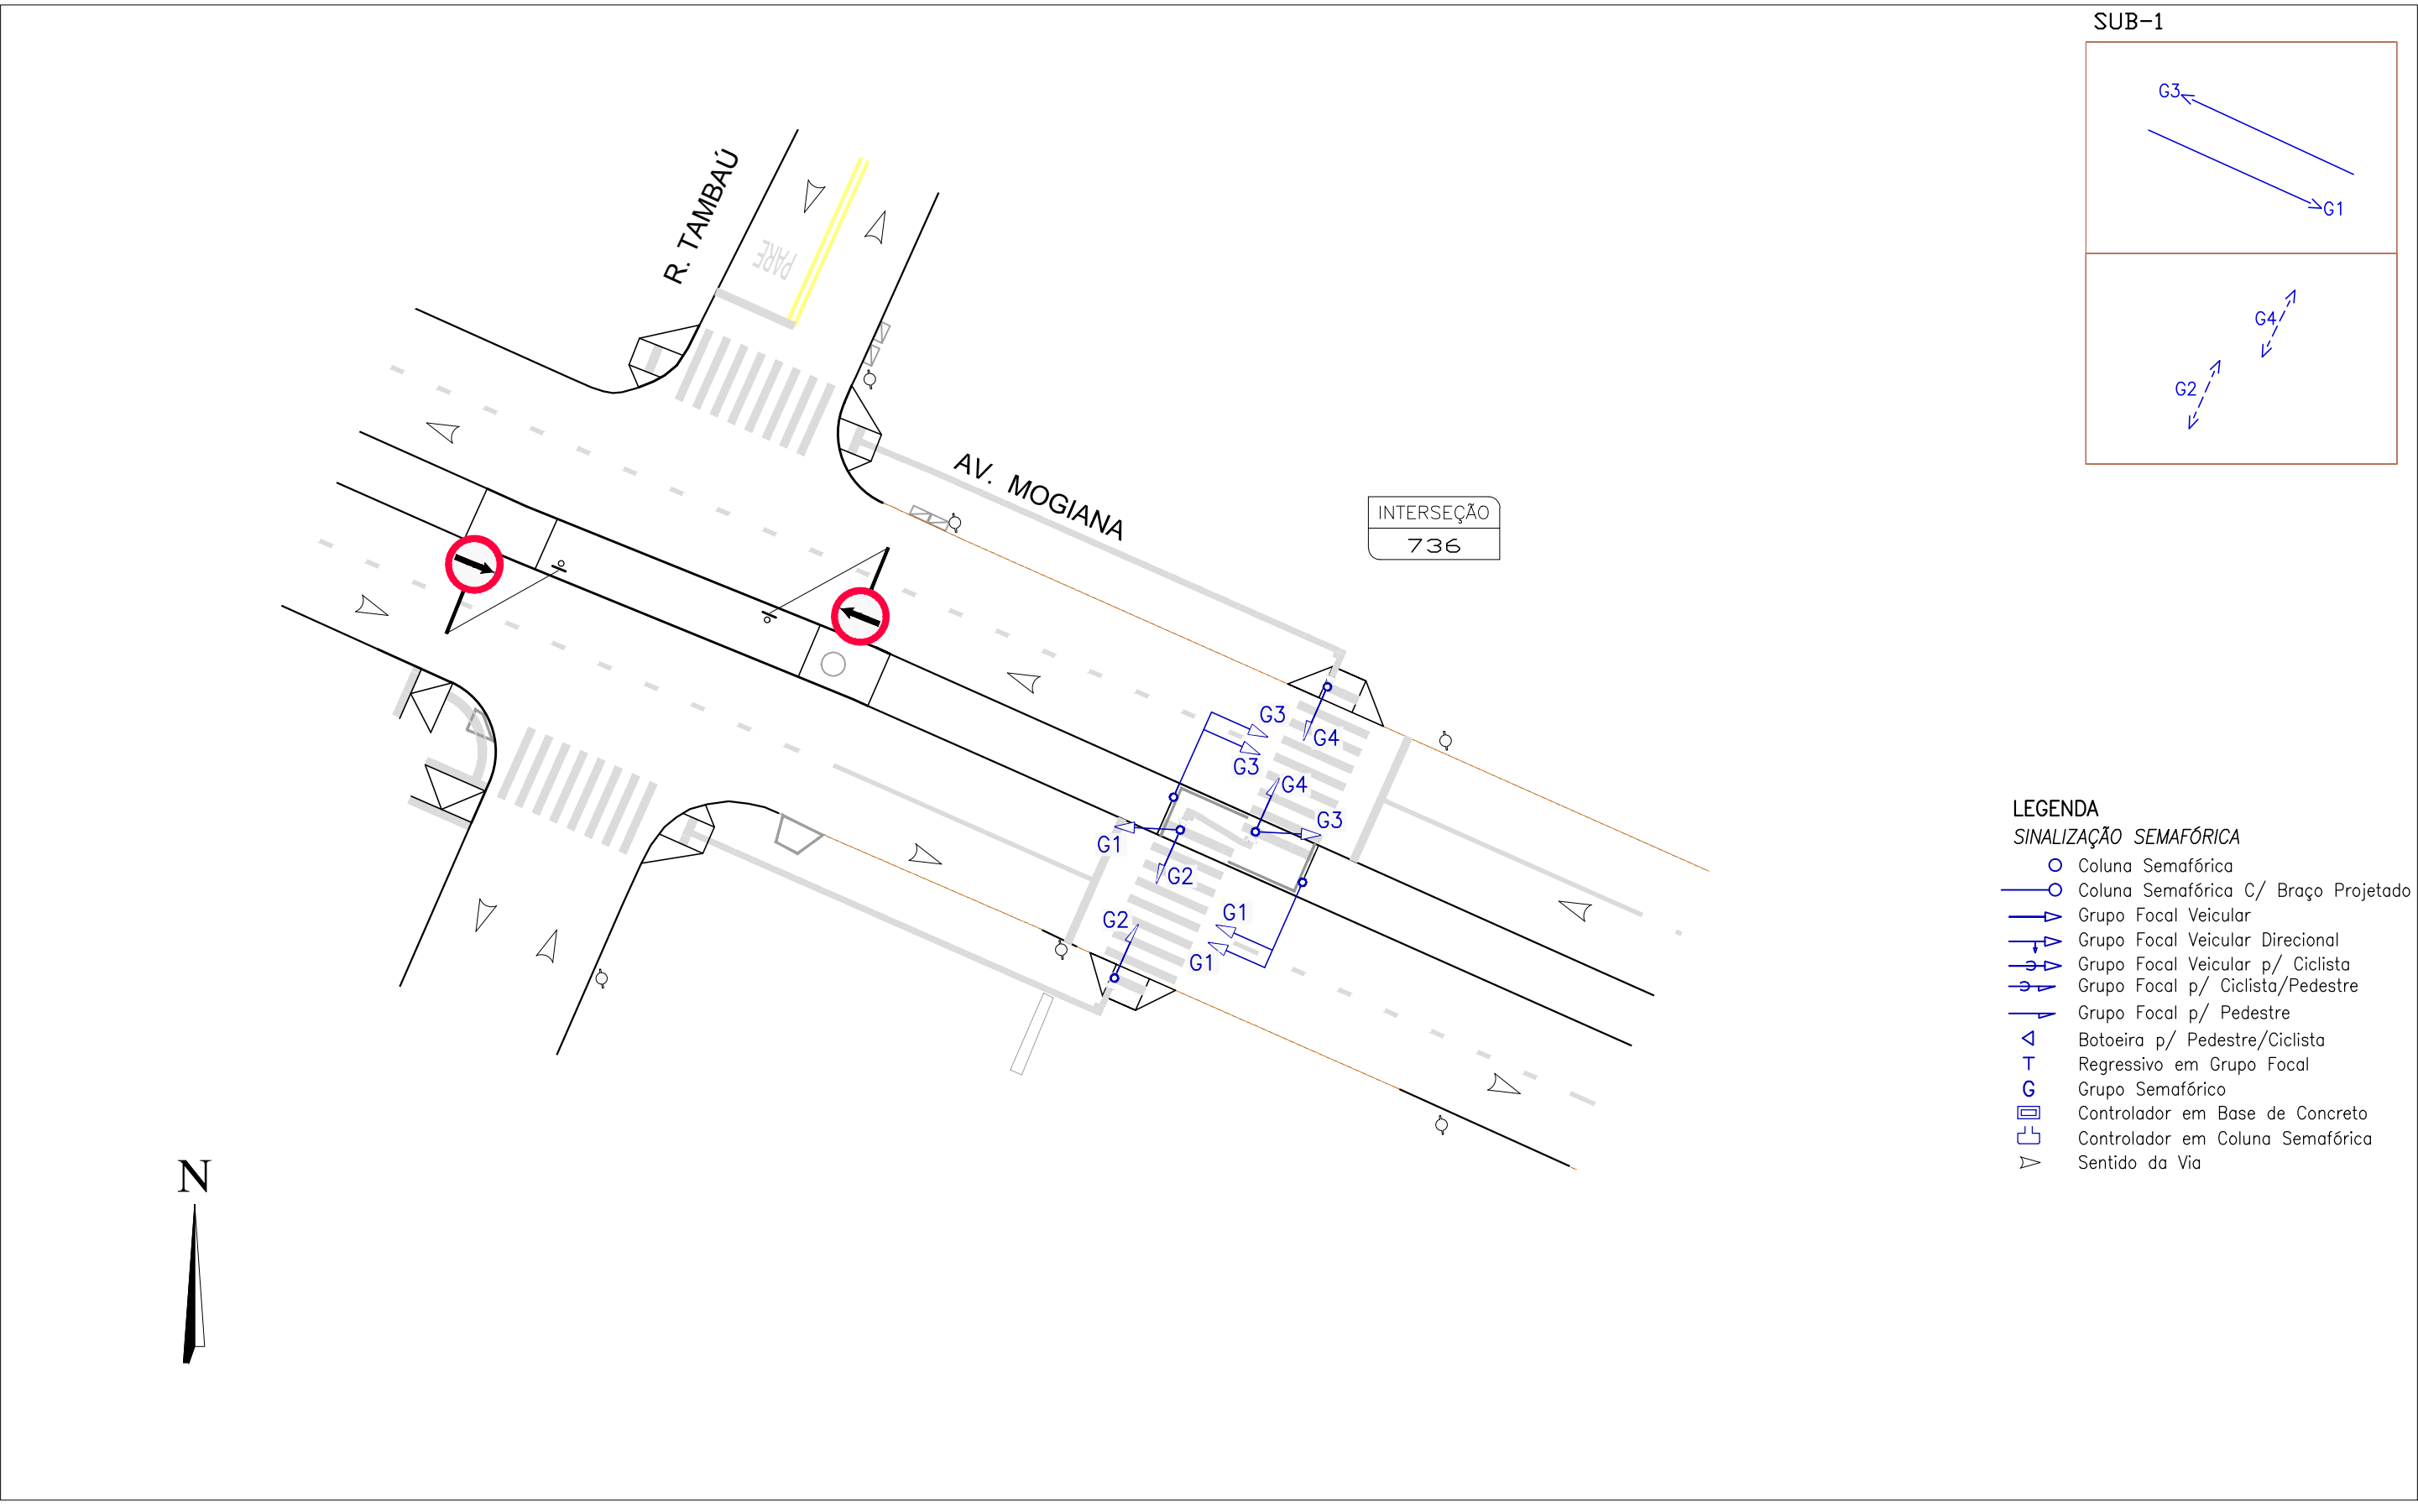 SUB-1
G3
G1
G4
G2
R. TAMBAÚ
PARE
AV. MOGIANA
INTERSEÇÃO
736
G3
G4
G3
G4
G3
G1
G2
G2
G1
G1
LEGENDA
SINALIZAÇÃO SEMAFÓRICA
Coluna Semafórica
Coluna Semafórica C/ Braço Projetado
Grupo Focal Veicular
Grupo Focal Veicular Direcional
Grupo Focal Veicular p/ Ciclista
Grupo Focal p/ Ciclista/Pedestre
Grupo Focal p/ Pedestre
Botoeira p/ Pedestre/Ciclista
T Regressivo em Grupo Focal
G Grupo Semafórico
Controlador em Base de Concreto
Controlador em Coluna Semafórica
Sentido da Via
N